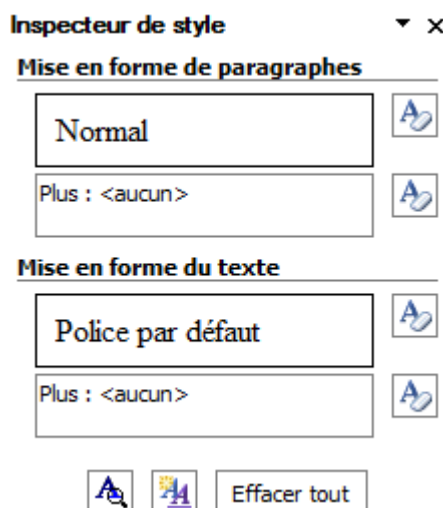 Inspecteur de style
Mise en forme de paragraphes
Normal
Plus : <aucun>
Mise en forme du texte
Police par défaut
Plus : <aucun>
Effacer tout